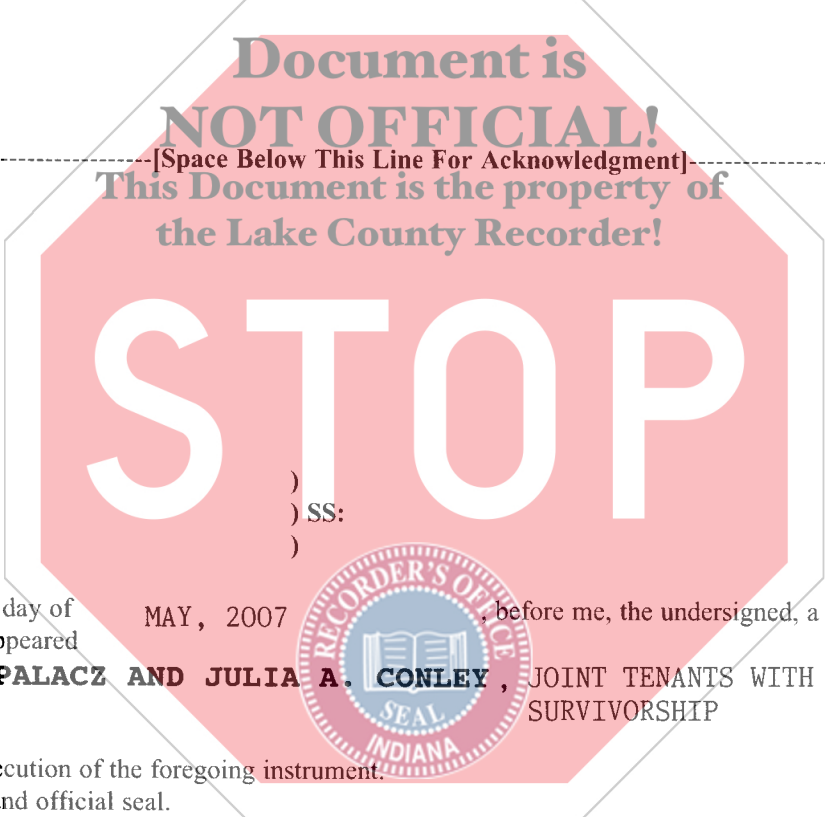 Document is
NOT OFFICIAL!
[Space Below This Line For Acknowledgment]
This Document is the property of
the Lake County Recorder!
STOP
)
) SS:
)
day of MAY, 2007 , before me, the undersigned, a
ppeared
PALACZ AND JULIA A. CONLEY , JOINT TENANTS WITH
SURVIVORSHIP
RECORDER'S OFFICE
SEAL
INDIANA
ecution of the foregoing instrument.
nd official seal.